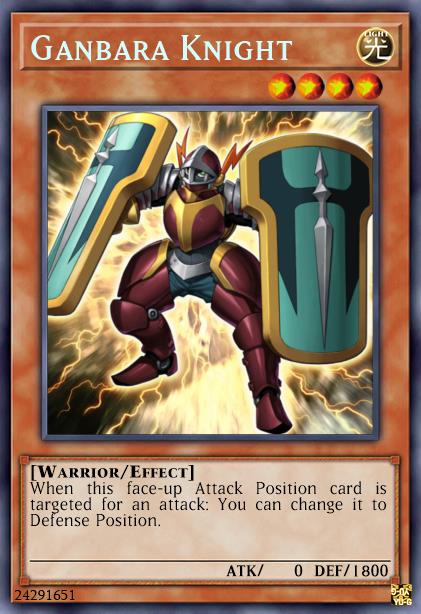 Ganbara Knight
LIGHT
光
[Warrior/Effect]
When this face-up Attack Position card is
targeted for an attack: You can change it to
Defense Position.
ATK/ 0 DEF/1800
24291651